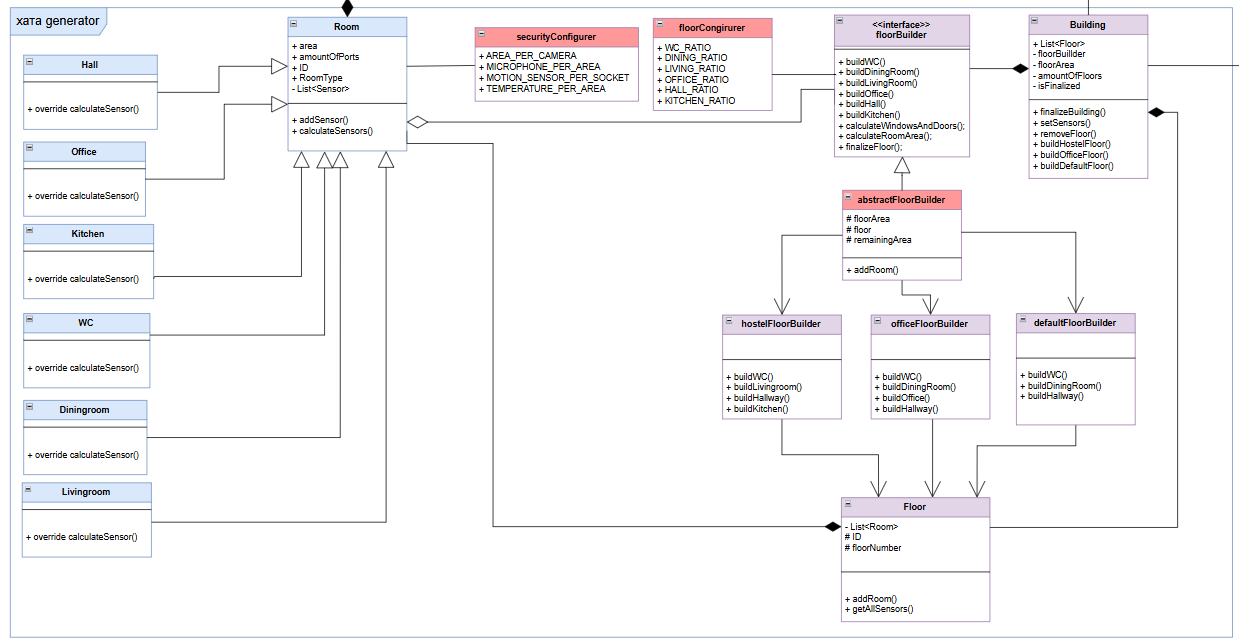 хата generator
Hall
+ override calculateSensor()
Office
+ override calculateSensor()
Kitchen
+ override calculateSensor()
WC
+ override calculateSensor()
Diningroom
+ override calculateSensor()
Livingroom
+ override calculateSensor()
Room
+ area
+ amountOfPorts
+ ID
+ RoomType
- List<Sensor>
+ addSensor()
+ calculateSensors()
securityConfigurer
+ AREA_PER_CAMERA
+ MICROPHONE_PER_AREA
+ MOTION_SENSOR_PER_SOCKET
+ TEMPERATURE_PER_AREA
floorCongirurer
+ WC_RATIO
+ DINING_RATIO
+ LIVING_RATIO
+ OFFICE_RATIO
+ HALL_RATIO
+ KITCHEN_RATIO
<<interface>>
floorBuilder
+ buildWC()
+ buildDiningRoom()
+ buildLivingRoom()
+ buildOffice()
+ buildHall()
+ buildKitchen()
+ calculateWindowsAndDoors();
+ calculateRoomArea();
+ finalizeFloor();
Building
+ List<Floor>
- floorBuillder
- floorArea
- amountOfFloors
- isFinalized
+ finalizeBuilding()
+ setSensors()
+ removeFloor()
+ buildHostelFloor()
+ buildOfficeFloor()
+ buildDefaultFloor()
abstractFloorBuilder
# floorArea
# floor
# remainingArea
+ addRoom()
hostelFloorBuilder
+ buildWC()
+ buildLivingroom()
+ buildHallway()
+ buildKitchen()
officeFloorBuilder
+ buildWC()
+ buildDiningRoom()
+ buildOffice()
+ buildHallway()
defaultFloorBuilder
+ buildWC()
+ buildDiningRoom()
+ buildHallway()
Floor
- List<Room>
# ID
# floorNumber
+ addRoom()
+ getAllSensors()